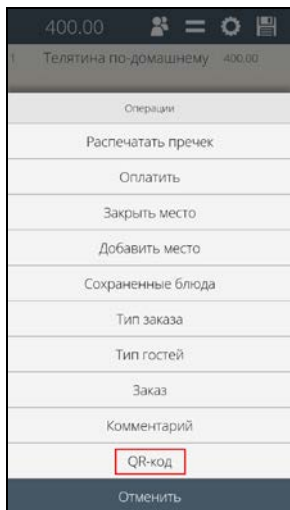 400.00
1 Телятина по-домашнему 400.00
Операции
Распечатать пречек
Оплатить
Закрыть место
Добавить место
Сохраненные блюда
Тип заказа
Тип гостей
Заказ
Комментарий
QR-код
Отменить